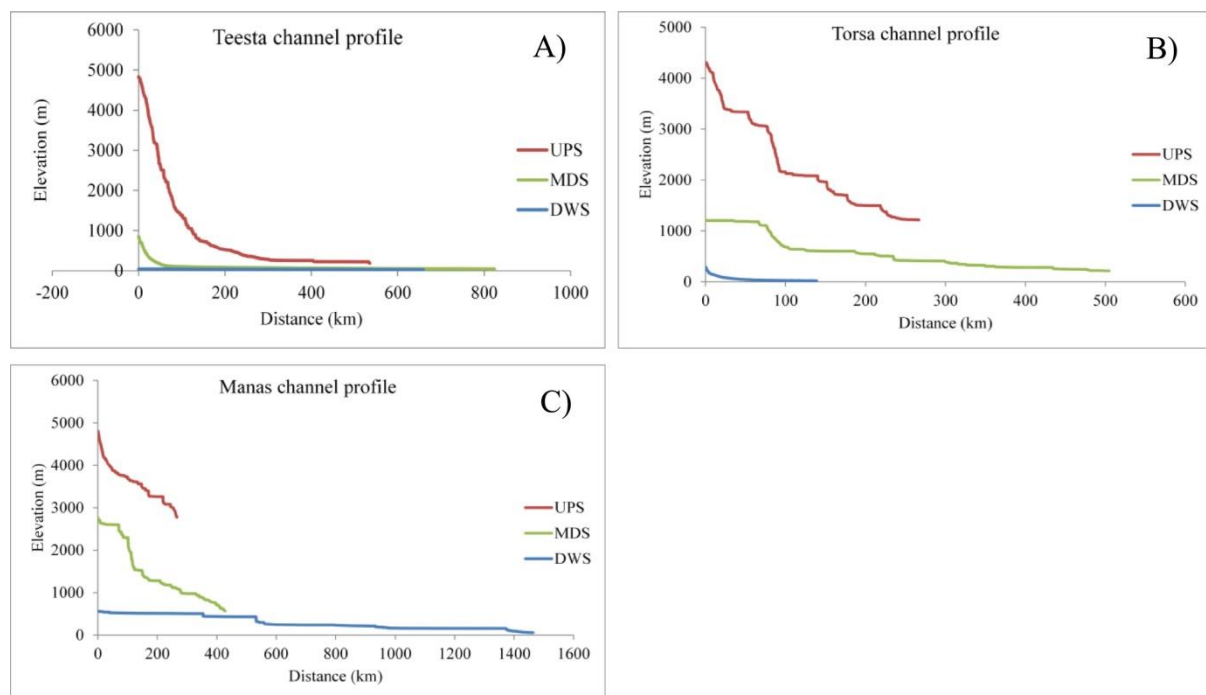 Teesta channel profile
A)
6000
5000
4000
3000
2000
1000
0
Elevation (m)
UPS
MDS
DWS
-200 0 200 400 600 800 1000
Distance (km)
Torsa channel profile
B)
5000
4000
3000
2000
1000
0
Elevation (m)
UPS
MDS
DWS
0 100 200 300 400 500 600
Distance (km)
Manas channel profile
C)
6000
5000
4000
3000
2000
1000
0
Elevation (m)
UPS
MDS
DWS
0 200 400 600 800 1000 1200 1400 1600
Distance (km)